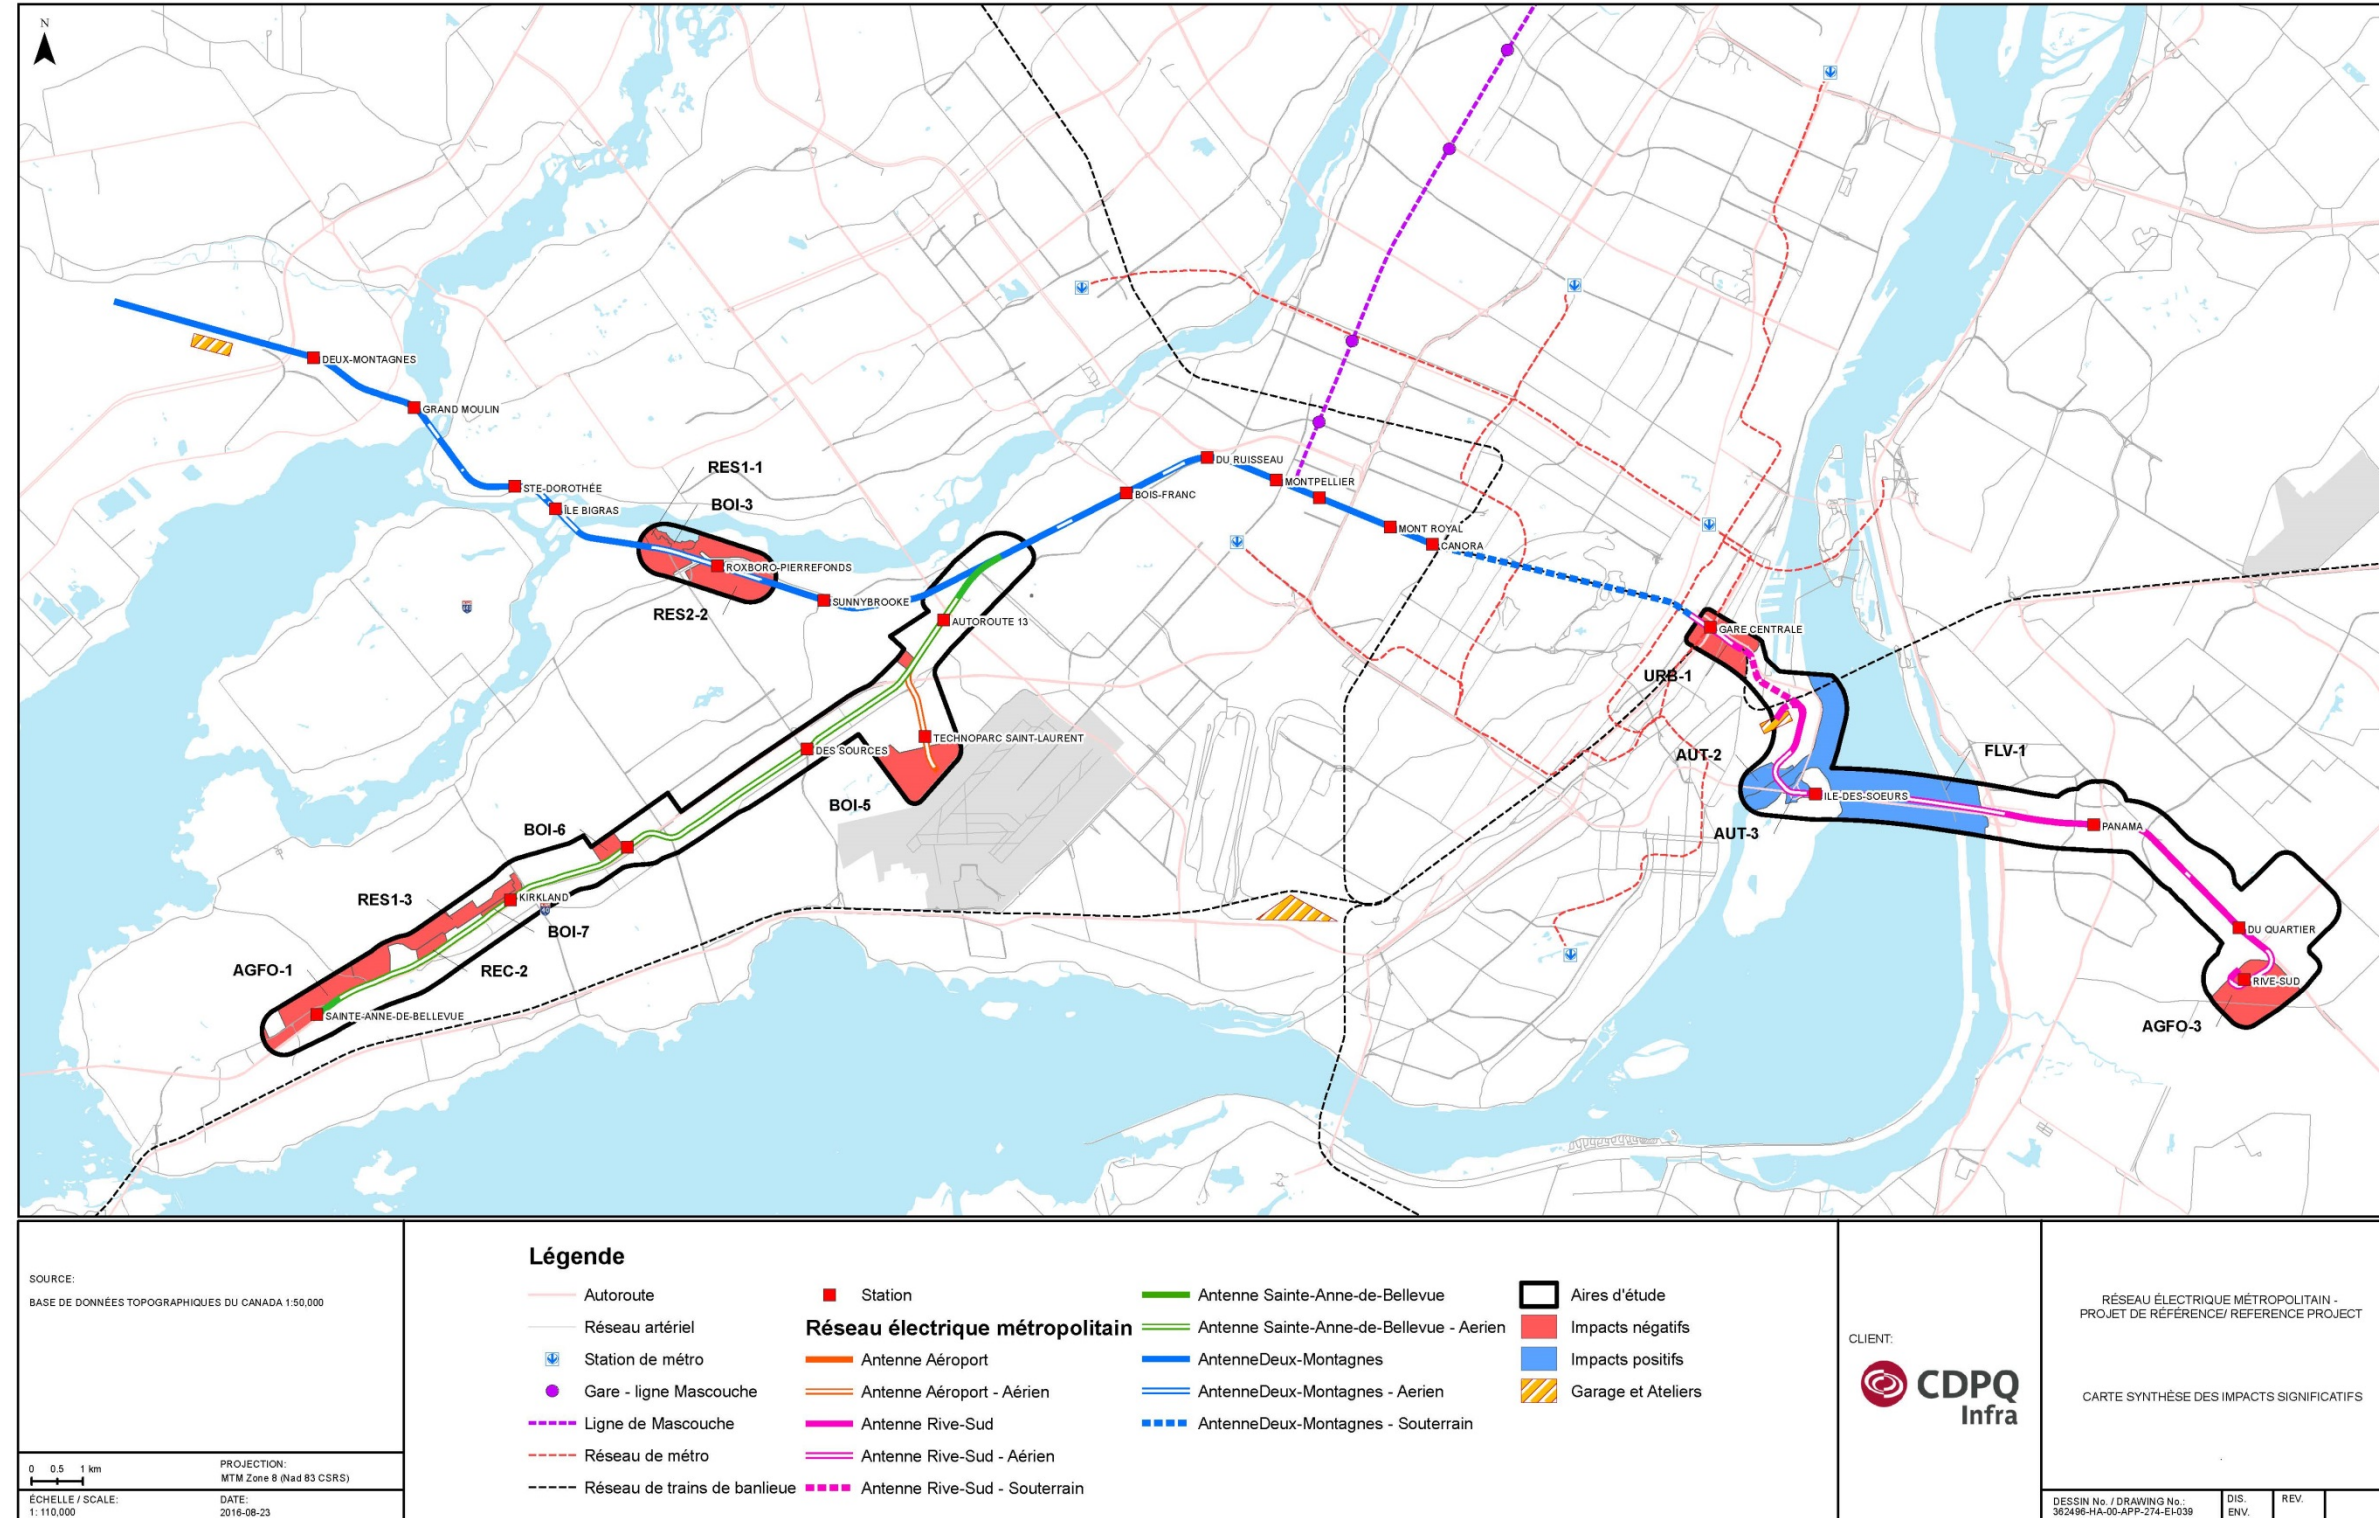 N
DEUX-MONTAGNES
GRAND MOULIN
STE-DOROTHÉE
ÎLE BIGRAS
RES1-1
BOI-3
ROXBORO-PIERREFONDS
RES2-2
SUNNYBROOKE
DU RUISSEAU
BOIS-FRANC
MONTPELLIER
MONT ROYAL
CANORA
AUTOROUTE 13
GARE CENTRALE
URB-1
TECHNOPARC SAINT-LAURENT
DES SOURCES
BOI-5
AUT-2
FLV-1
ILE-DES-SOEURS
AUT-3
PANAMA
BOI-6
RES1-3
KIRKLAND
BOI-7
AGFO-1
REC-2
SAINTE-ANNE-DE-BELLEVUE
DU QUARTIER
RIVE-SUD
AGFO-3
SOURCE:
BASE DE DONNÉES TOPOGRAPHIQUES DU CANADA 1:50,000
0 0.5 1 km
PROJECTION:
MTM Zone 8 (Nad 83 CSRS)
ÉCHELLE / SCALE:
1: 110,000
DATE:
2016-08-23
Légende
Autoroute
Réseau artériel
Station de métro
Gare - ligne Mascouche
Ligne de Mascouche
Réseau de métro
Réseau de trains de banlieue
Station
Réseau électrique métropolitain
Antenne Aéroport
Antenne Aéroport - Aérien
Antenne Rive-Sud
Antenne Rive-Sud - Aérien
Antenne Rive-Sud - Souterrain
Antenne Sainte-Anne-de-Bellevue
Antenne Sainte-Anne-de-Bellevue - Aerien
AntenneDeux-Montagnes
AntenneDeux-Montagnes - Aerien
AntenneDeux-Montagnes - Souterrain
Aires d'étude
Impacts négatifs
Impacts positifs
Garage et Ateliers
CLIENT:
CDPQ
Infra
RÉSEAU ÉLECTRIQUE MÉTROPOLITAIN -
PROJET DE RÉFÉRENCE/ REFERENCE PROJECT
CARTE SYNTHÈSE DES IMPACTS SIGNIFICATIFS
DESSIN No. / DRAWING No.:
362496-HA-00-APP-274-EI-039
DIS.
ENV.
REV.